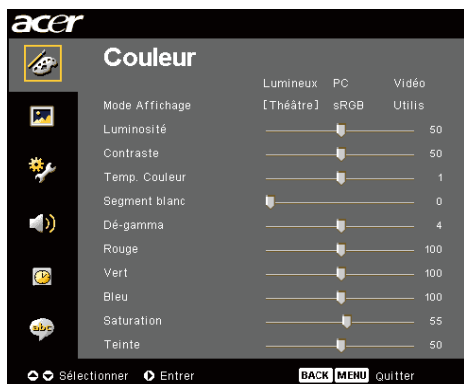 acer
Couleur
Lumineux PC Vidéo
Mode Affichage [Théâtre] sRGB Utilis
Luminosité 50
Contraste 50
Temp. Couleur 1
Segment blanc 0
Dé-gamma 4
Rouge 100
Vert 100
Bleu 100
Saturation 55
Teinte 50
abc
Sélectionner Entrer BACK MENU Quitter